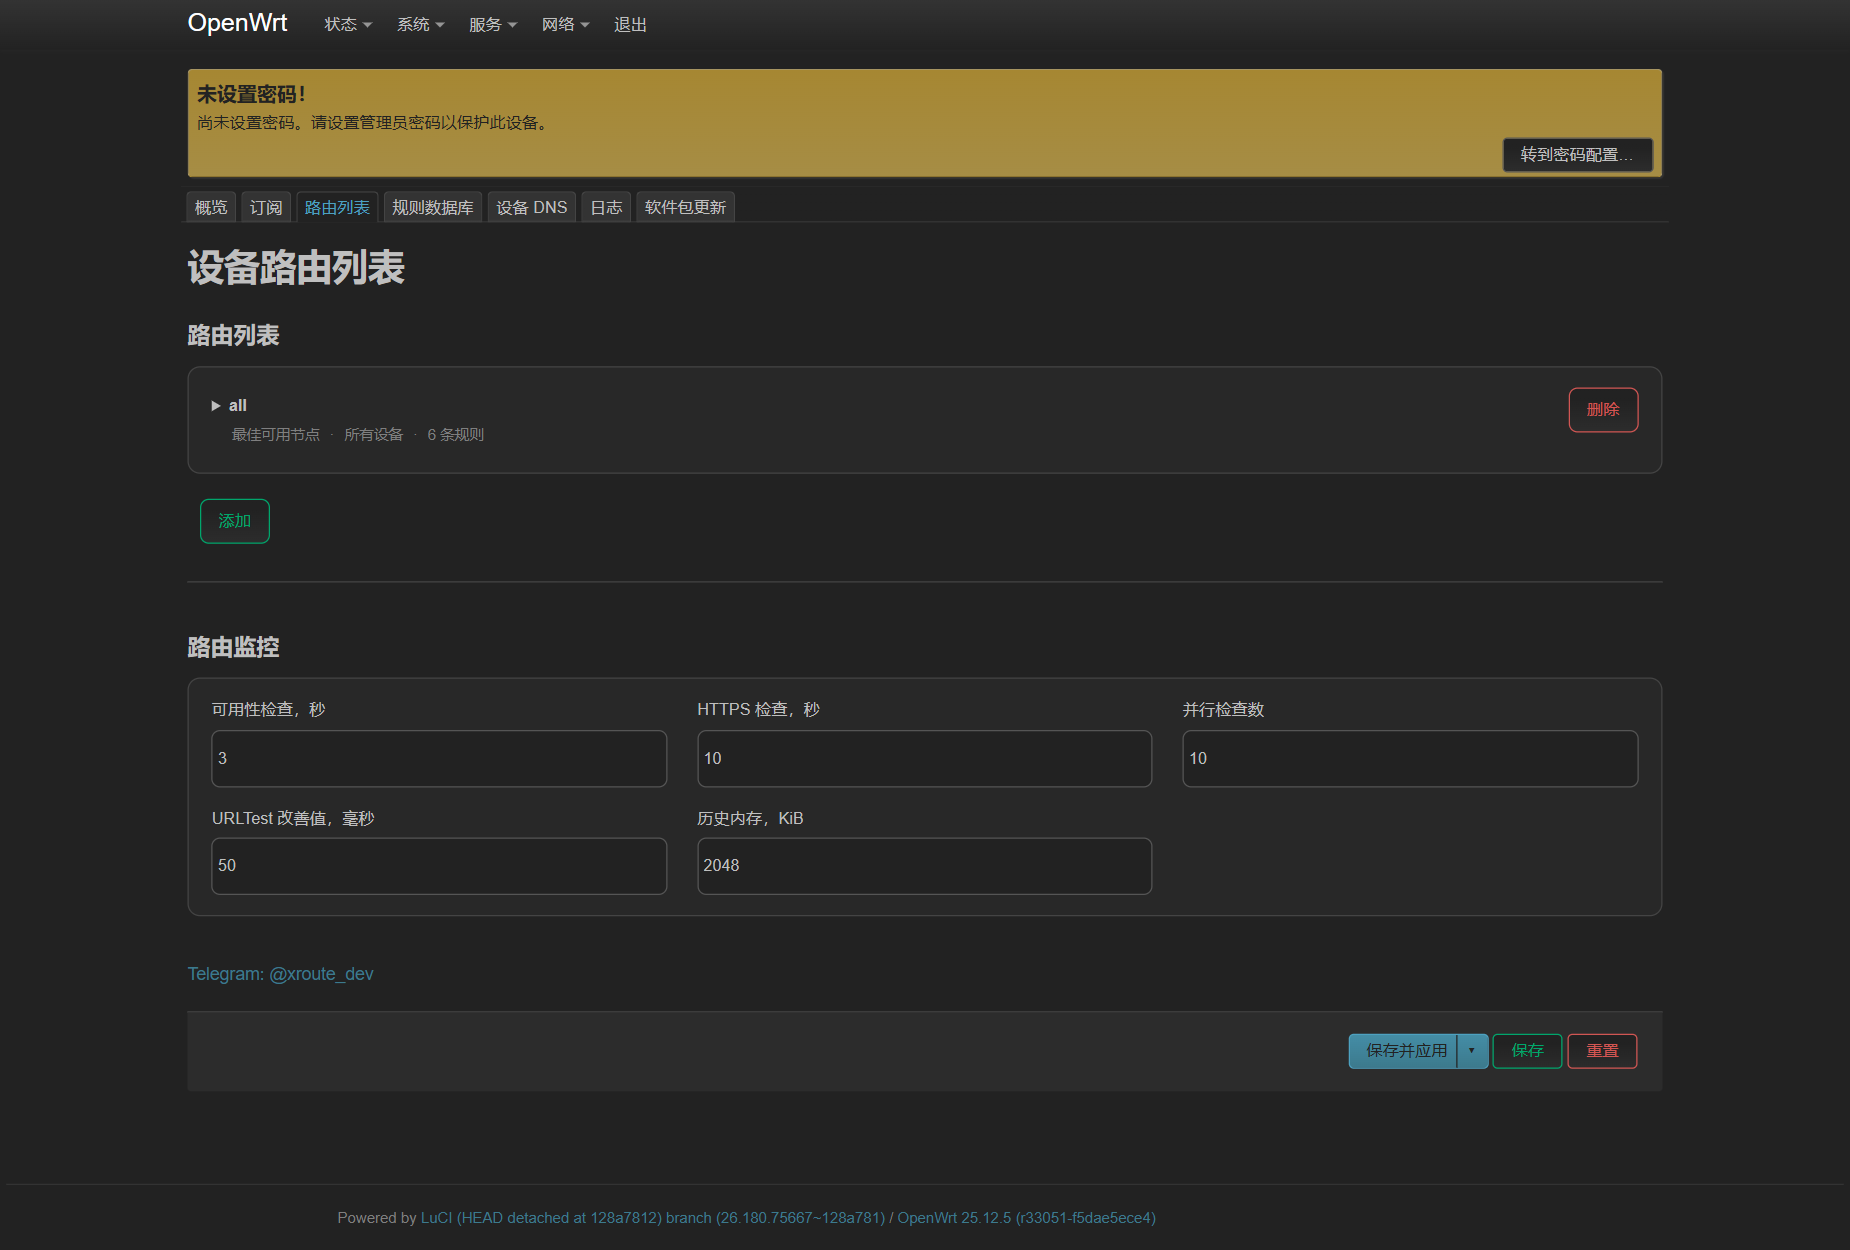 OpenWrt 状态 系统 服务 网络 退出
未设置密码！
尚未设置密码。请设置管理员密码以保护此设备。
转到密码配置…
概览 订阅 路由列表 规则数据库 设备 DNS 日志 软件包更新
设备路由列表
路由列表
all
删除
最佳可用节点 · 所有设备 · 6 条规则
添加
路由监控
可用性检查，秒 HTTPS 检查，秒 并行检查数
3 10 10
URLTest 改善值，毫秒 历史内存，KiB
50 2048
Telegram: @xroute_dev
保存并应用 保存 重置
Powered by LuCI (HEAD detached at 128a7812) branch (26.180.75667~128a781) / OpenWrt 25.12.5 (r33051-f5dae5ece4)